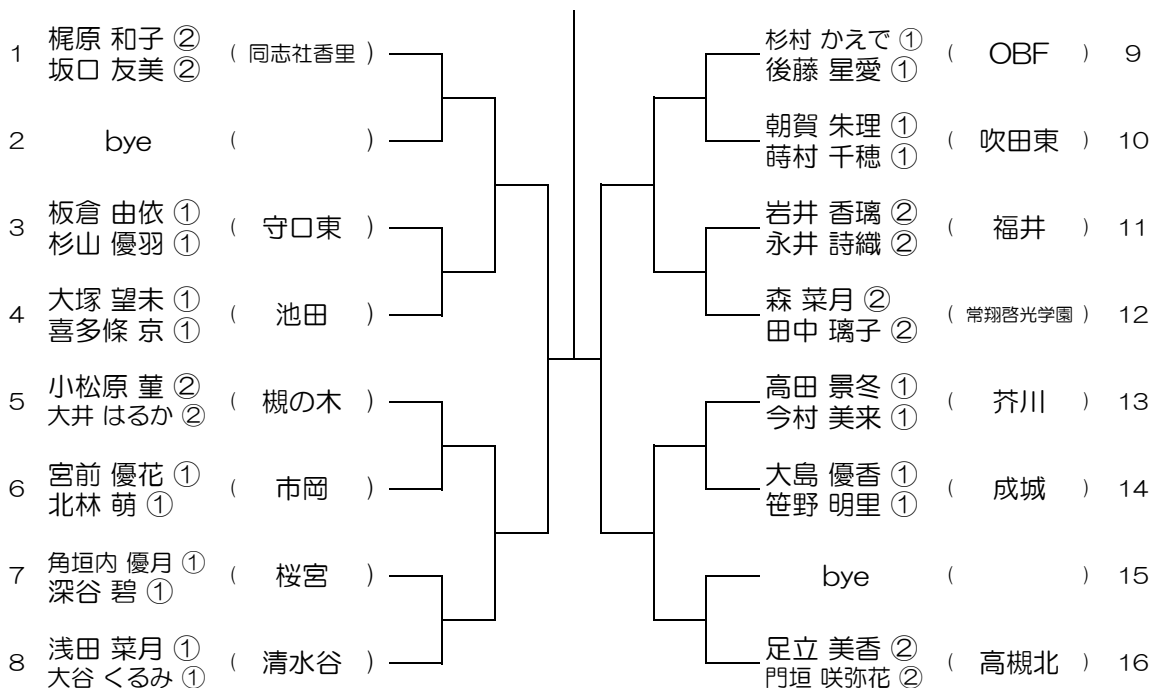 1 梶原 和子 ② ( 同志社香里 )
坂口 友美 ②
2 bye ( )
3 板倉 由依 ① ( 守口東 )
杉山 優羽 ①
4 大塚 望未 ① ( 池田 )
喜多條 京 ①
5 小松原 菫 ② ( 槻の木 )
大井 はるか ②
6 宮前 優花 ① ( 市岡 )
北林 萌 ①
7 角垣内 優月 ① ( 桜宮 )
深谷 碧 ①
8 浅田 菜月 ① ( 清水谷 )
大谷 くるみ ①
杉村 かえで ① ( OBF ) 9
後藤 星愛 ①
朝賀 朱理 ① ( 吹田東 ) 10
蒔村 千穂 ①
岩井 香璃 ② ( 福井 ) 11
永井 詩織 ②
森 菜月 ② ( 常翔啓光学園 ) 12
田中 璃子 ②
高田 景冬 ① ( 芥川 ) 13
今村 美来 ①
大島 優香 ① ( 成城 ) 14
笹野 明里 ①
bye ( ) 15
足立 美香 ② ( 高槻北 ) 16
門垣 咲弥花 ②